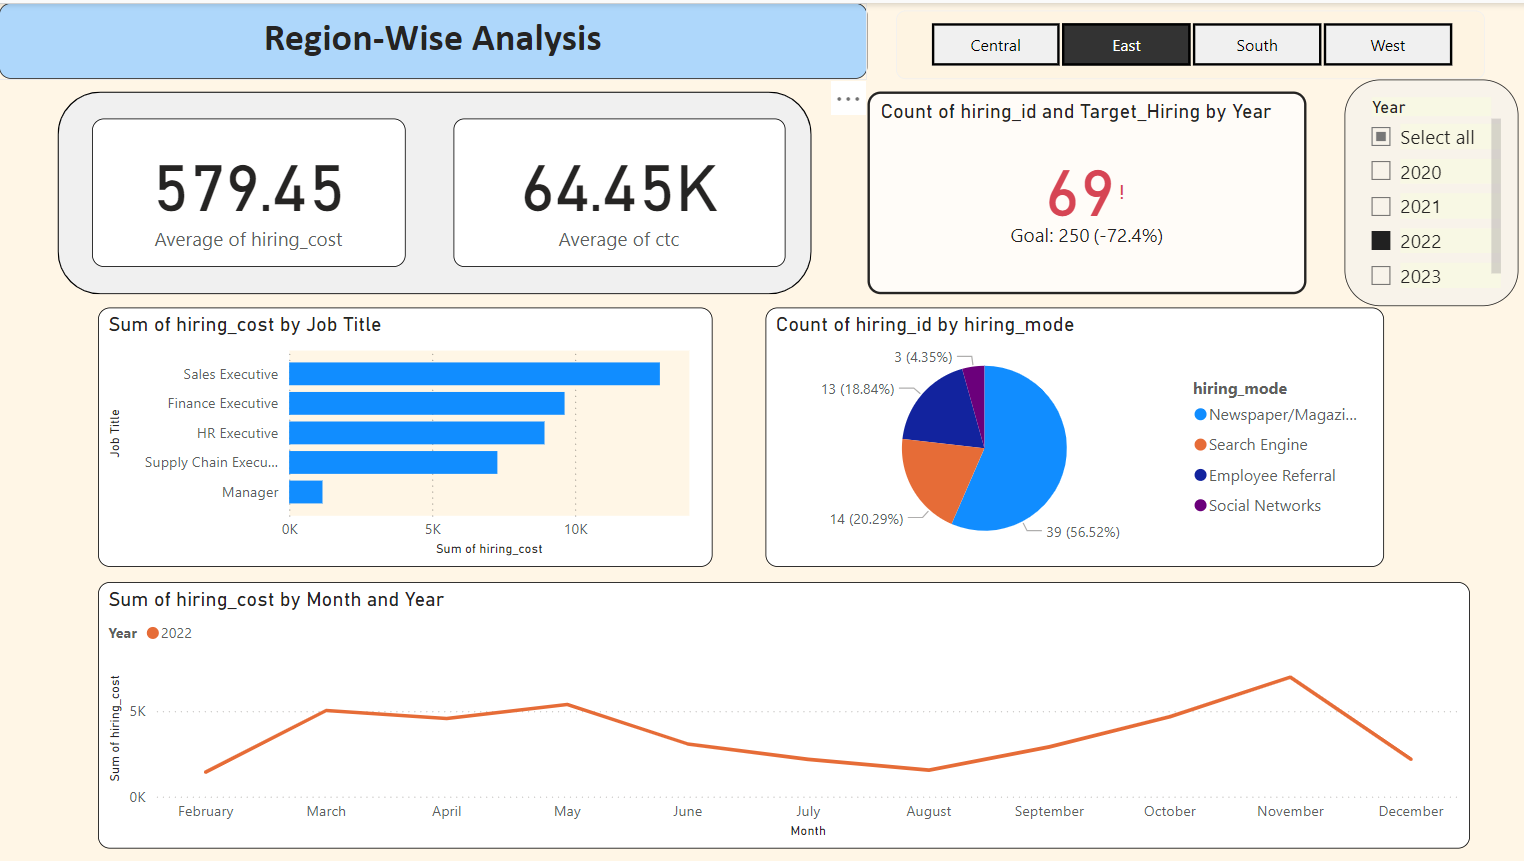 Region-Wise Analysis
Central
East
South
West
579.45
Average of hiring_cost
64.45K
Average of ctc
Count of hiring_id and Target_Hiring by Year
69 !
Goal: 250 (-72.4%)
Year
Select all
2020
2021
2022
2023
Sum of hiring_cost by Job Title
Job Title
Sales Executive
Finance Executive
HR Executive
Supply Chain Execu...
Manager
0K 5K 10K
Sum of hiring_cost
Count of hiring_id by hiring_mode
3 (4.35%)
13 (18.84%)
14 (20.29%)
39 (56.52%)
hiring_mode
Newspaper/Magazi...
Search Engine
Employee Referral
Social Networks
Sum of hiring_cost by Month and Year
Year 2022
Sum of hiring_cost
5K
0K
February March April May June July August September October November December
Month